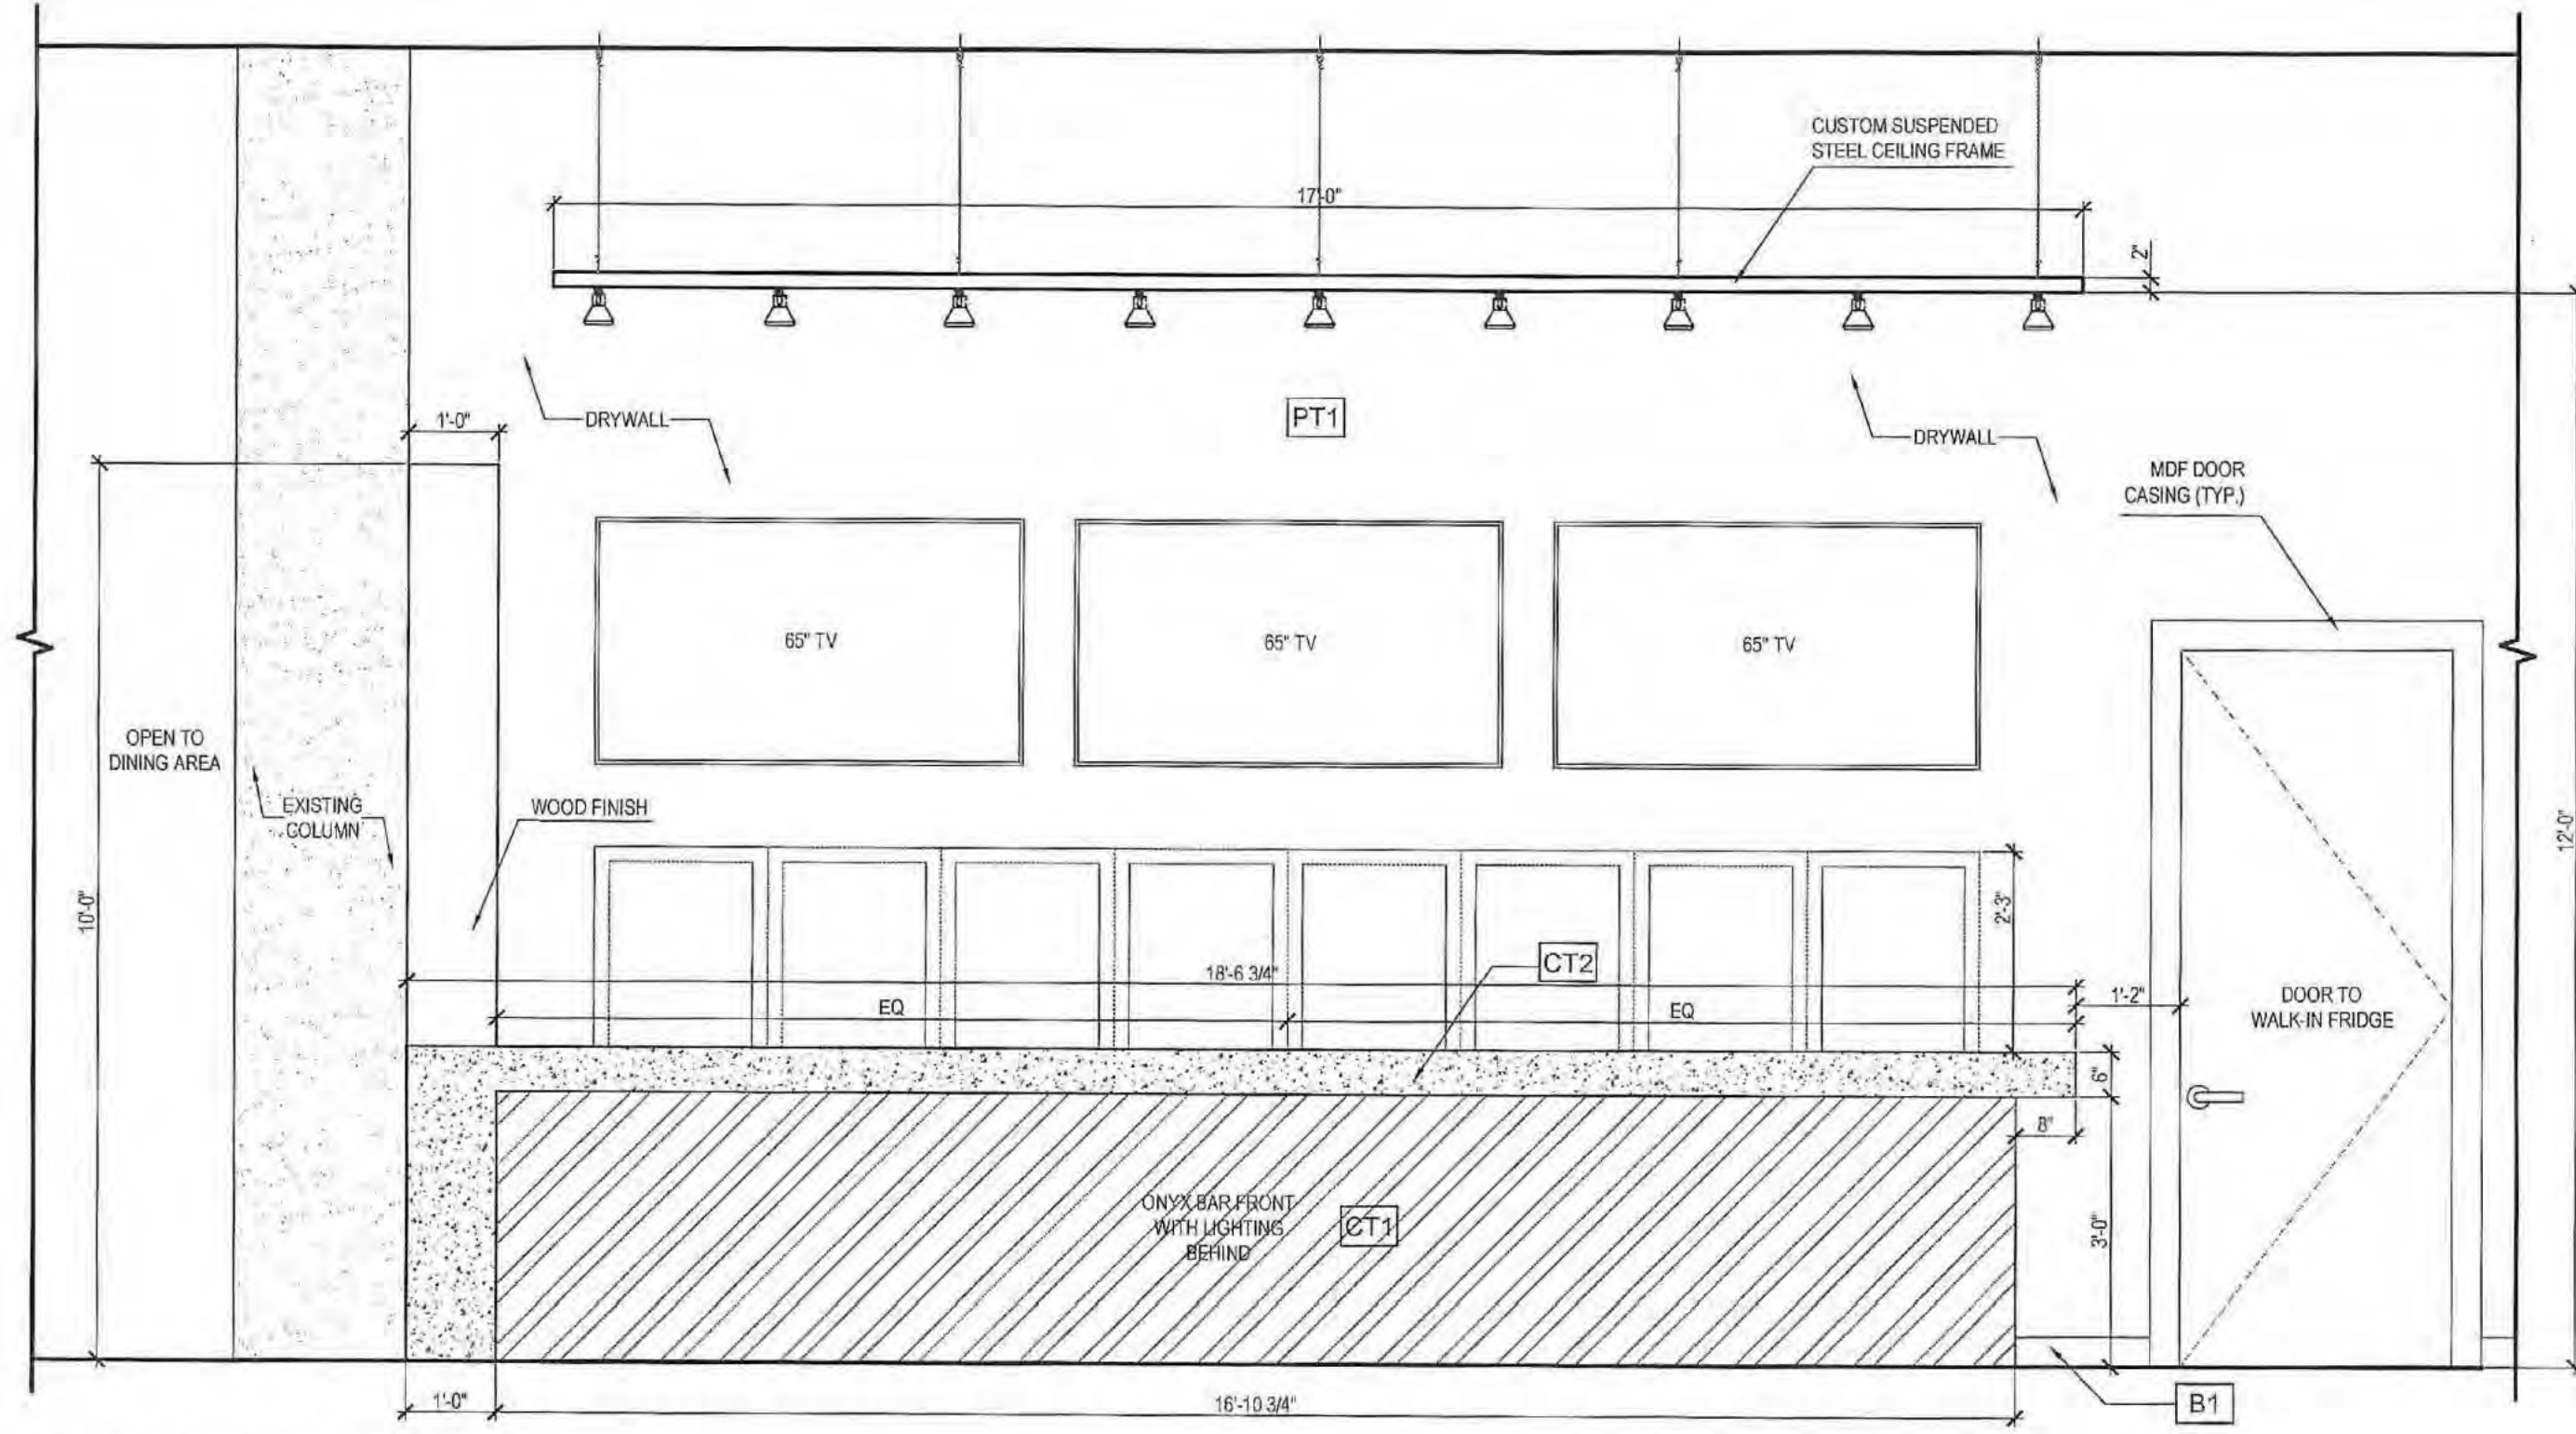 CUSTOM SUSPENDED
STEEL CEILING FRAME
17'-0"
2"
1'-0"
DRYWALL
PT1
DRYWALL
MDF DOOR
CASING (TYP.)
65" TV
65" TV
65" TV
OPEN TO
DINING AREA
EXISTING
COLUMN
WOOD FINISH
12'-0"
10'-0"
2'-3"
CT2
18'-6 3/4"
EQ
EQ
1'-2"
DOOR TO
WALK-IN FRIDGE
6"
8"
ONYX BAR FRONT
WITH LIGHTING
BEHIND
CT1
3'-0"
1'-0"
16'-10 3/4"
B1